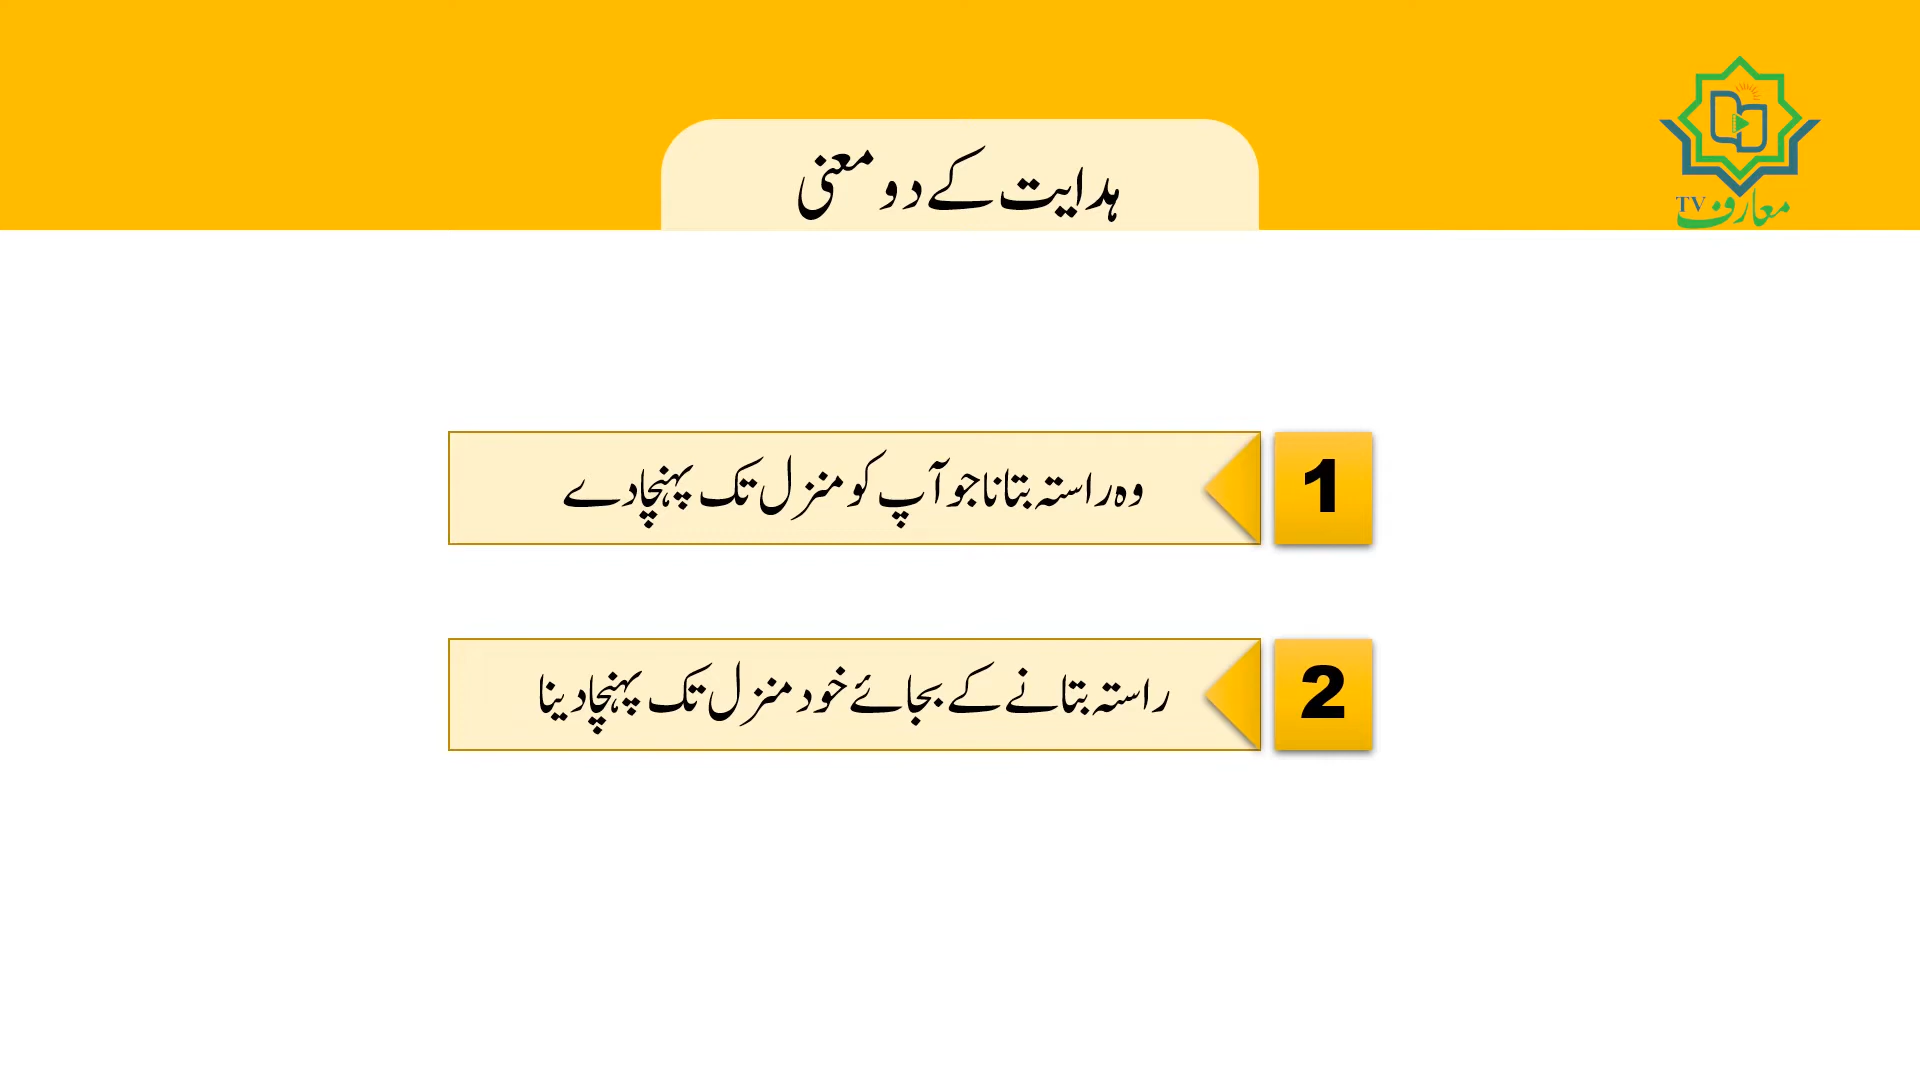 ہدایت کے دو معنی
معارف TV
1 وہ راستہ بتانا جو آپ کو منزل تک پہنچا دے
2 راستہ بتانے کے بجائے خود منزل تک پہنچا دینا